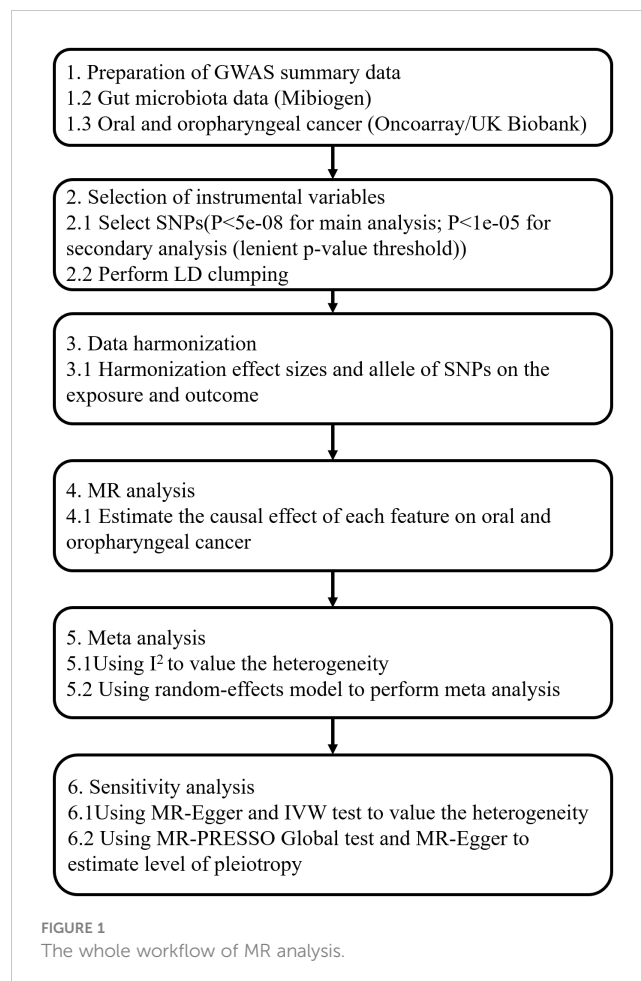 1. Preparation of GWAS summary data
1.2 Gut microbiota data (Mibiogen)
1.3 Oral and oropharyngeal cancer (Oncoarray/UK Biobank)
2. Selection of instrumental variables
2.1 Select SNPs(P<5e-08 for main analysis; P<1e-05 for
secondary analysis (lenient p-value threshold))
2.2 Perform LD clumping
3. Data harmonization
3.1 Harmonization effect sizes and allele of SNPs on the
exposure and outcome
4. MR analysis
4.1 Estimate the causal effect of each feature on oral and
oropharyngeal cancer
5. Meta analysis
5.1Using I² to value the heterogeneity
5.2 Using random-effects model to perform meta analysis
6. Sensitivity analysis
6.1Using MR-Egger and IVW test to value the heterogeneity
6.2 Using MR-PRESSO Global test and MR-Egger to
estimate level of pleiotropy
FIGURE 1
The whole workflow of MR analysis.